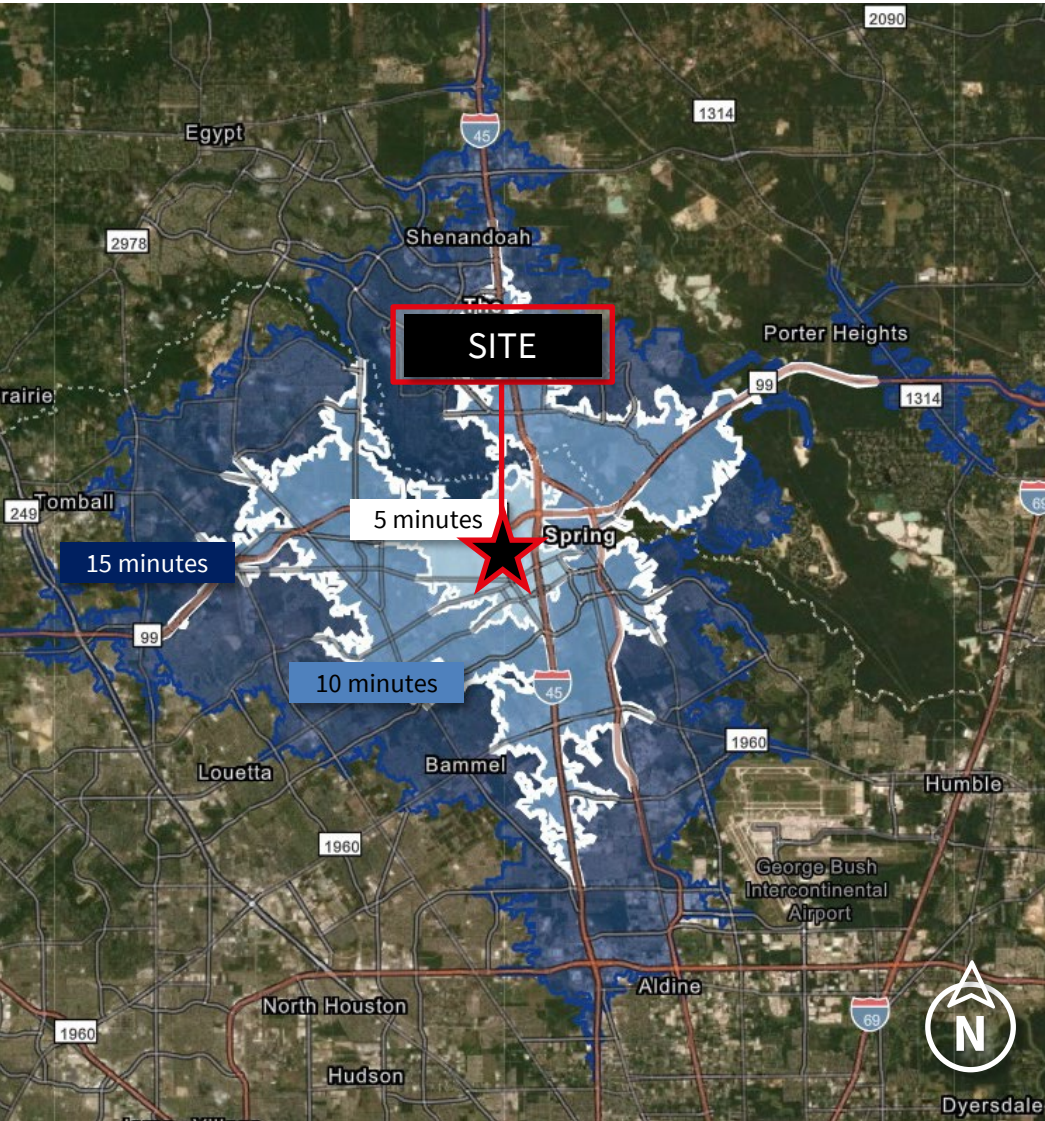 2090
1314
Egypt
45
2978
Shenandoah
The
SITE
Porter Heights
99
rairie
1314
Tomball
249
69
5 minutes
Spring
15 minutes
99
10 minutes
45
1960
Bammel
Louetta
Humble
1960
George Bush
Intercontinental
Airport
Aldine
North Houston
69
1960
N
Hudson
Dyersdale